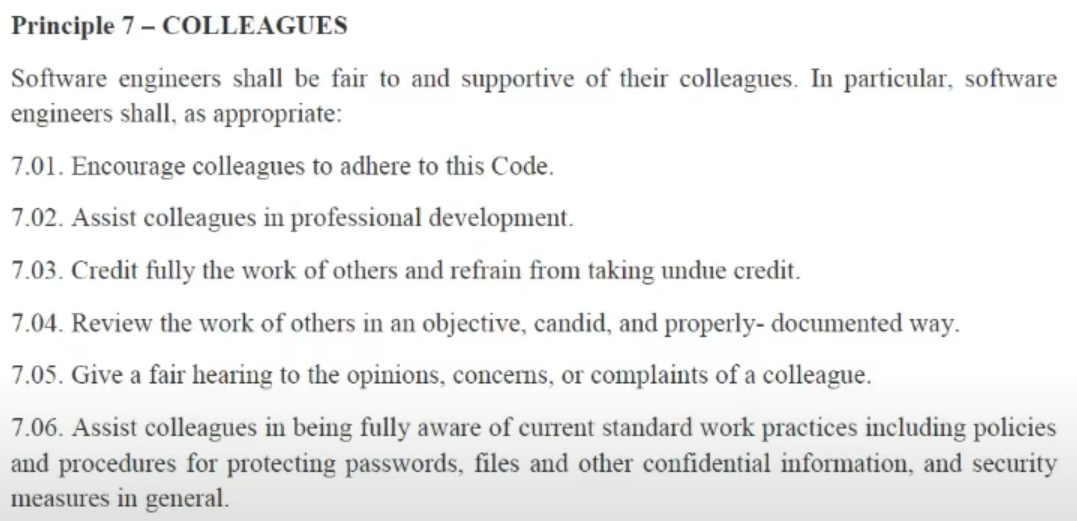 Principle 7 – COLLEAGUES
Software engineers shall be fair to and supportive of their colleagues. In particular, software
engineers shall, as appropriate:
7.01. Encourage colleagues to adhere to this Code.
7.02. Assist colleagues in professional development.
7.03. Credit fully the work of others and refrain from taking undue credit.
7.04. Review the work of others in an objective, candid, and properly- documented way.
7.05. Give a fair hearing to the opinions, concerns, or complaints of a colleague.
7.06. Assist colleagues in being fully aware of current standard work practices including policies
and procedures for protecting passwords, files and other confidential information, and security
measures in general.